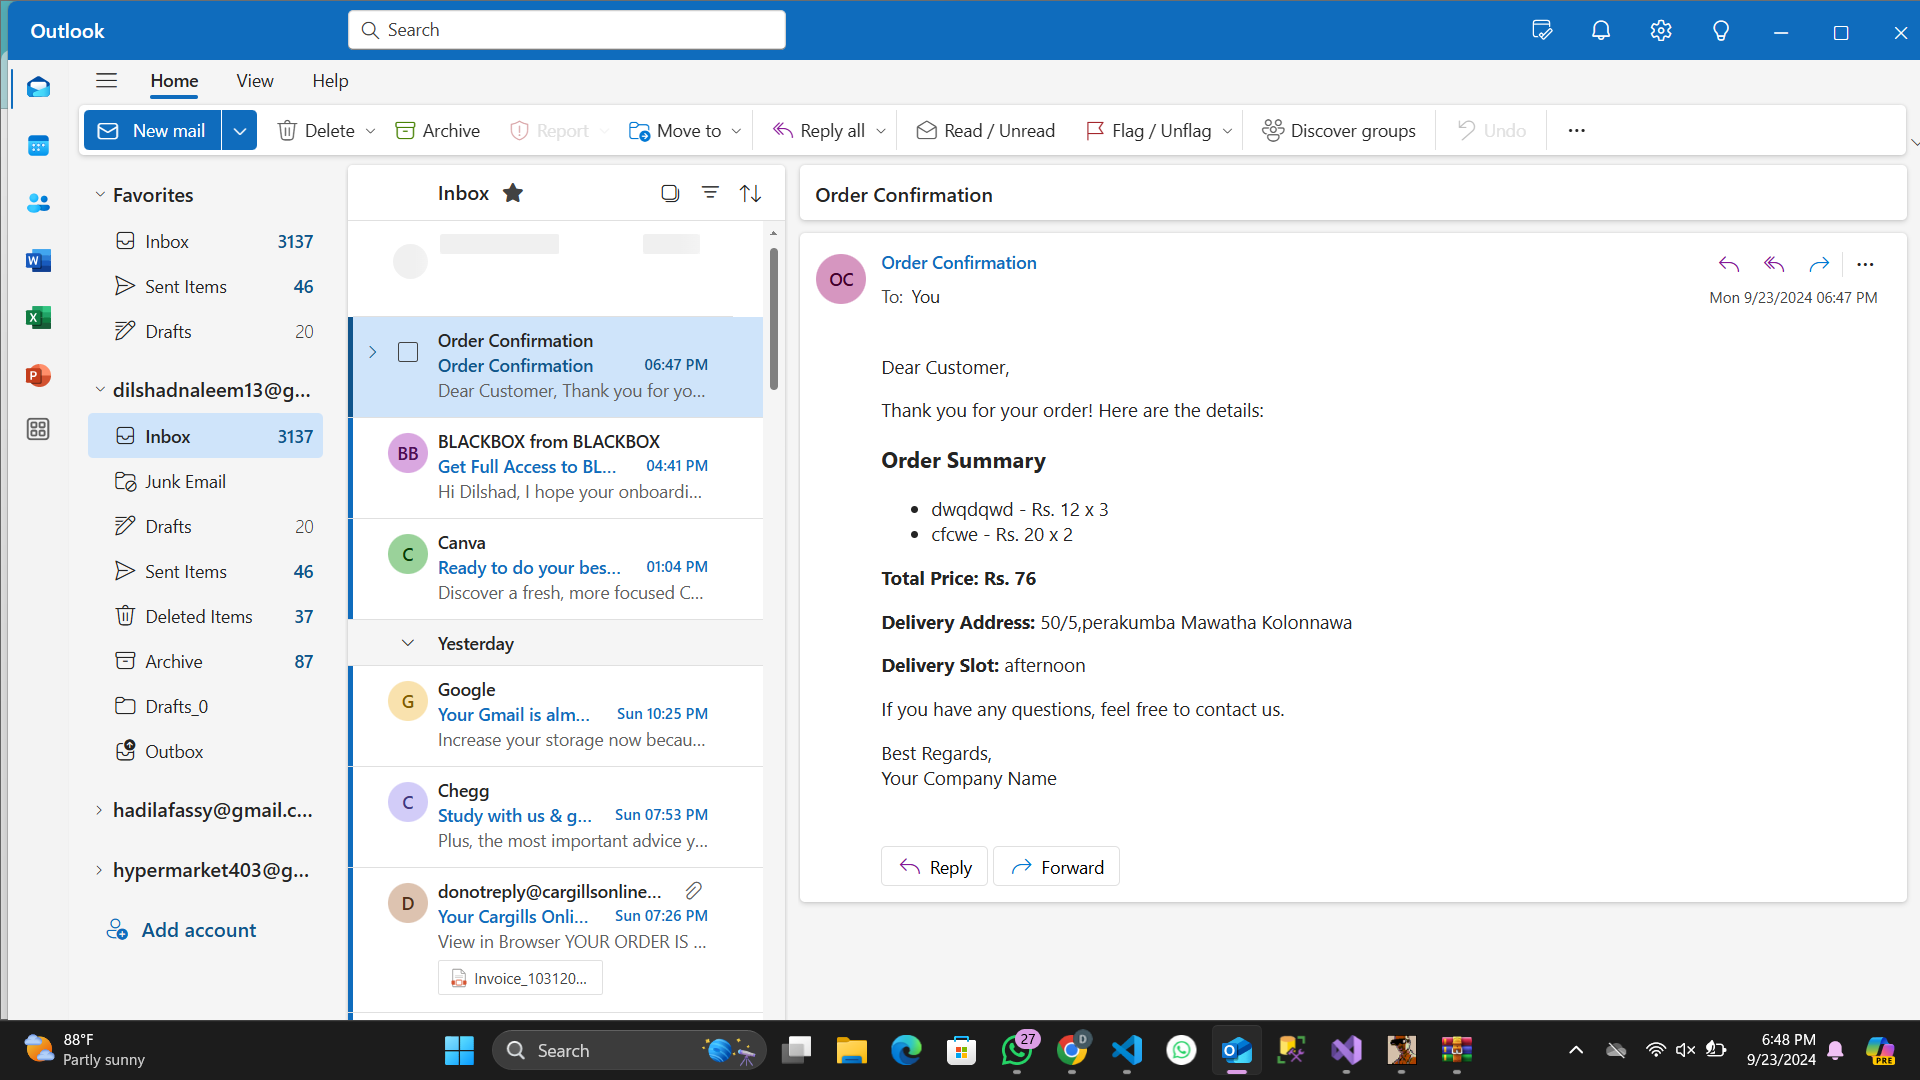 Outlook
Search
Home View Help
New mail Delete Archive Report Move to Reply all Read / Unread Flag / Unflag Discover groups Undo
Favorites
Inbox 3137
Sent Items 46
Drafts 20
dilshadnaleem13@g...
Inbox 3137
Junk Email
Drafts 20
Sent Items 46
Deleted Items 37
Archive 87
Drafts_0
Outbox
hadilafassy@gmail.c...
hypermarket403@g...
Add account
Inbox
Order Confirmation
Order Confirmation 06:47 PM
Dear Customer, Thank you for yo...
BB
BLACKBOX from BLACKBOX
Get Full Access to BL... 04:41 PM
Hi Dilshad, I hope your onboardi...
C
Canva
Ready to do your bes... 01:04 PM
Discover a fresh, more focused C...
Yesterday
G
Google
Your Gmail is alm... Sun 10:25 PM
Increase your storage now becau...
C
Chegg
Study with us & g... Sun 07:53 PM
Plus, the most important advice y...
D
donotreply@cargillsonline...
Your Cargills Onli... Sun 07:26 PM
View in Browser YOUR ORDER IS ...
Invoice_103120...
Order Confirmation
OC
Order Confirmation
To: You
Mon 9/23/2024 06:47 PM
Dear Customer,
Thank you for your order! Here are the details:
Order Summary
• dwqdqwd - Rs. 12 x 3
• cfcwe - Rs. 20 x 2
Total Price: Rs. 76
Delivery Address: 50/5,perakumba Mawatha Kolonnawa
Delivery Slot: afternoon
If you have any questions, feel free to contact us.
Best Regards,
Your Company Name
Reply Forward
88°F
Partly sunny
Search
27
D
6:48 PM
9/23/2024
PRE